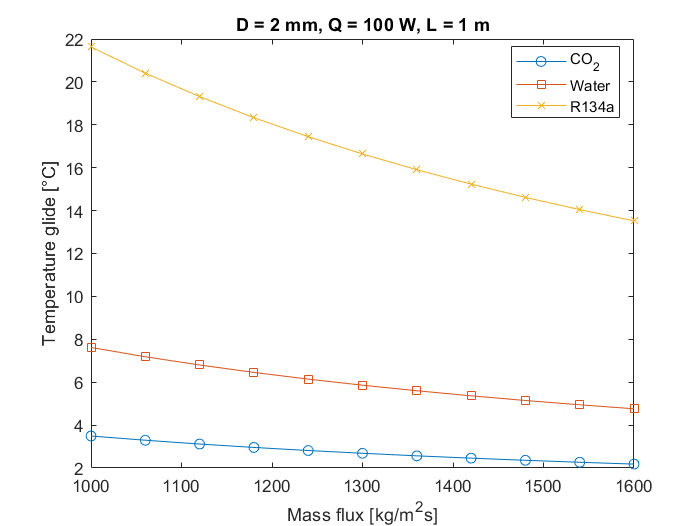 D = 2 mm, Q = 100 W, L = 1 m
CO2
Water
R134a
Temperature glide [°C]
22
20
18
16
14
12
10
8
6
4
2
1000 1100 1200 1300 1400 1500 1600
Mass flux [kg/m2s]